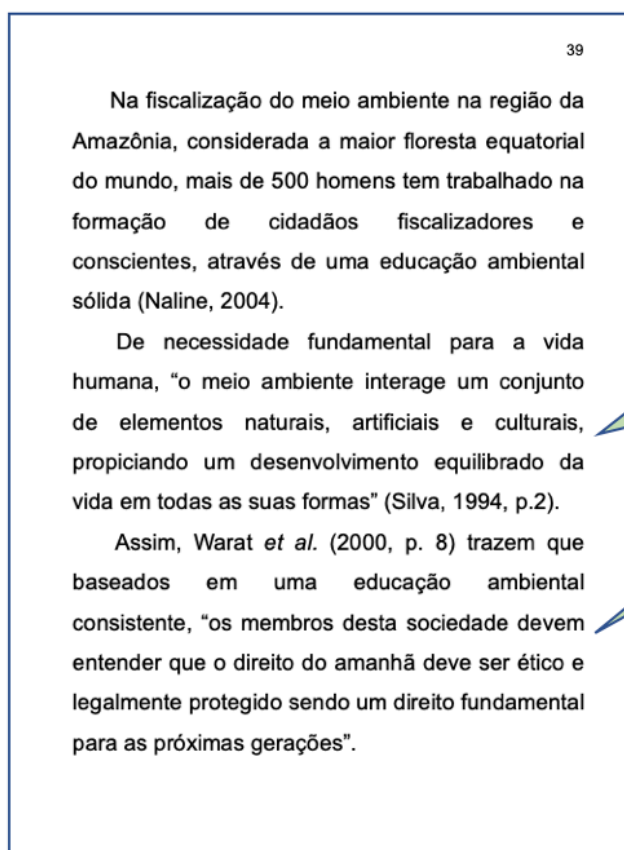 39
Na fiscalização do meio ambiente na região da
Amazônia, considerada a maior floresta equatorial
do mundo, mais de 500 homens tem trabalhado na
formação de cidadãos fiscalizadores e
conscientes, através de uma educação ambiental
sólida (Naline, 2004).
De necessidade fundamental para a vida
humana, “o meio ambiente interage um conjunto
de elementos naturais, artificiais e culturais,
propiciando um desenvolvimento equilibrado da
vida em todas as suas formas” (Silva, 1994, p.2).
Assim, Warat et al. (2000, p. 8) trazem que
baseados em uma educação ambiental
consistente, “os membros desta sociedade devem
entender que o direito do amanhã deve ser ético e
legalmente protegido sendo um direito fundamental
para as próximas gerações”.